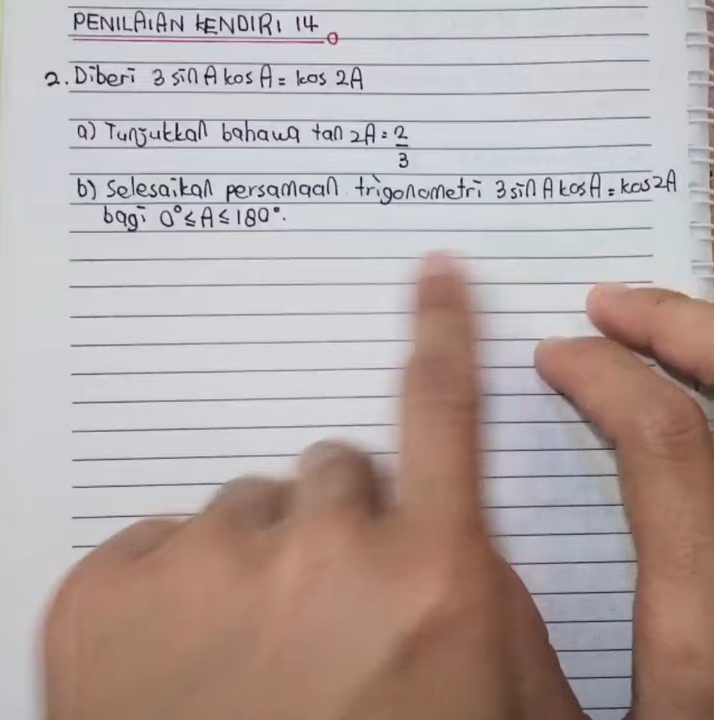 PENILAIAN KENDIRI 14
2. Diberi 3 sin A kos A = kos 2A
a) Tunjukkan bahawa tan 2A = 2/3
b) Selesaikan persamaan trigonometri 3 sin A kos A = kos 2A
bagi 0° ≤ A ≤ 180°.